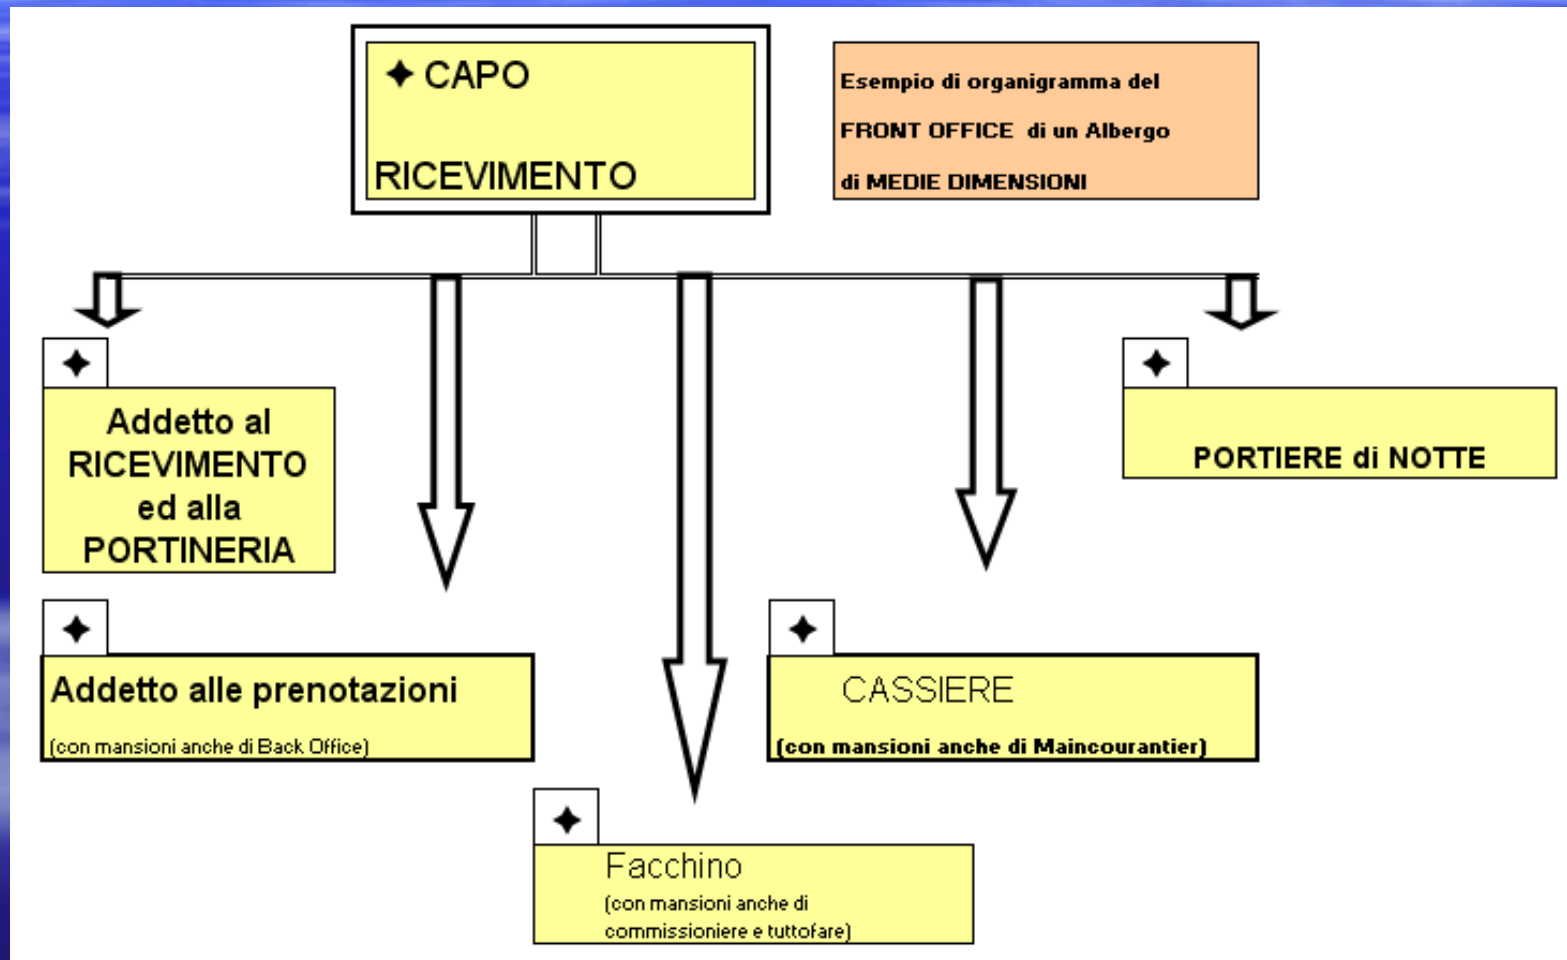 CAPO
RICEVIMENTO
Esempio di organigramma del
FRONT OFFICE di un Albergo
di MEDIE DIMENSIONI
Addetto al
RICEVIMENTO
ed alla
PORTINERIA
PORTIERE di NOTTE
Addetto alle prenotazioni
(con mansioni anche di Back Office)
CASSIERE
(con mansioni anche di Maincourantier)
Facchino
(con mansioni anche di
commissioniere e tuttofare)